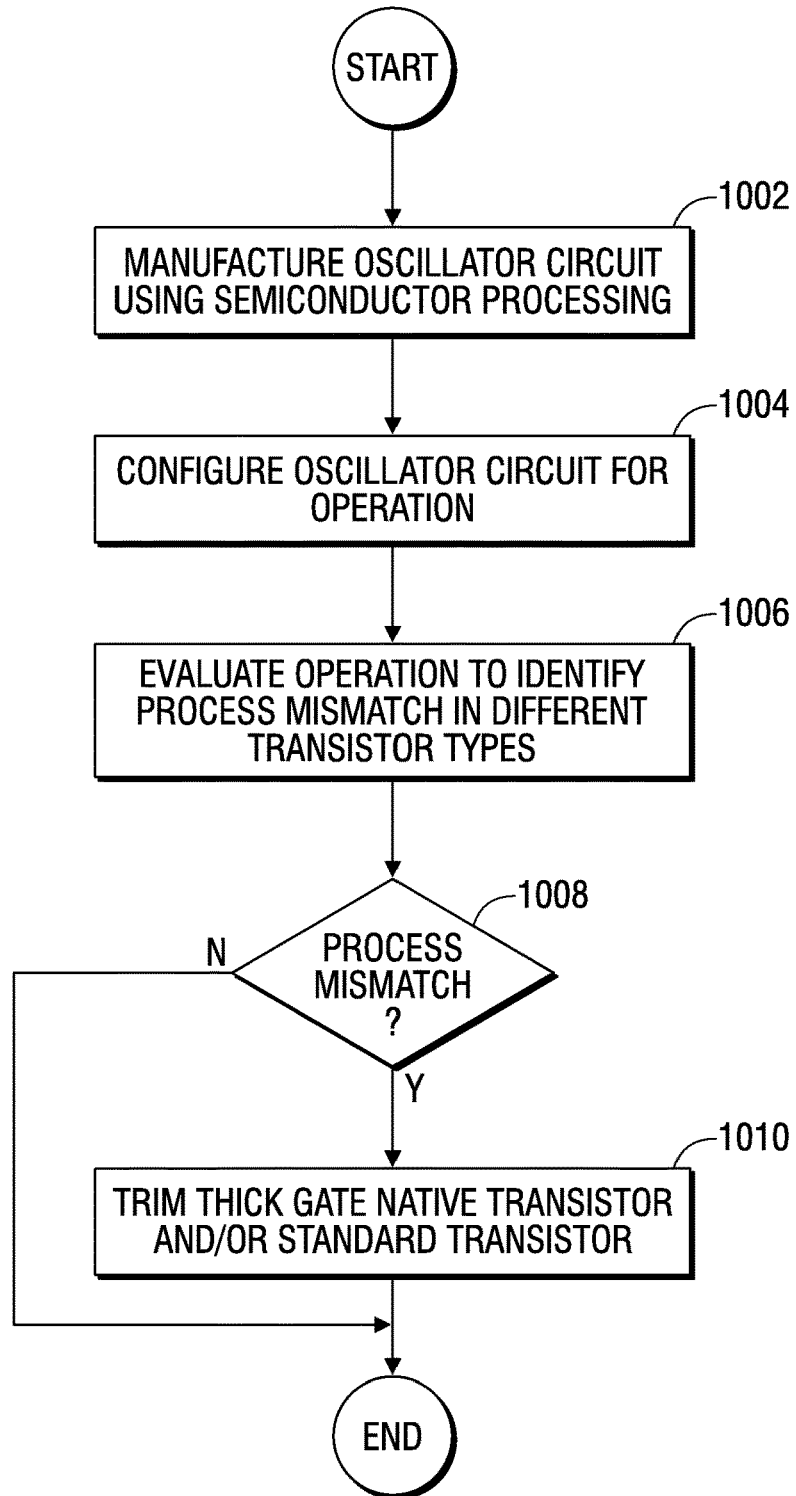 START
1002
MANUFACTURE OSCILLATOR CIRCUIT
USING SEMICONDUCTOR PROCESSING
1004
CONFIGURE OSCILLATOR CIRCUIT FOR
OPERATION
1006
EVALUATE OPERATION TO IDENTIFY
PROCESS MISMATCH IN DIFFERENT
TRANSISTOR TYPES
1008
N
PROCESS
MISMATCH
?
Y
1010
TRIM THICK GATE NATIVE TRANSISTOR
AND/OR STANDARD TRANSISTOR
END